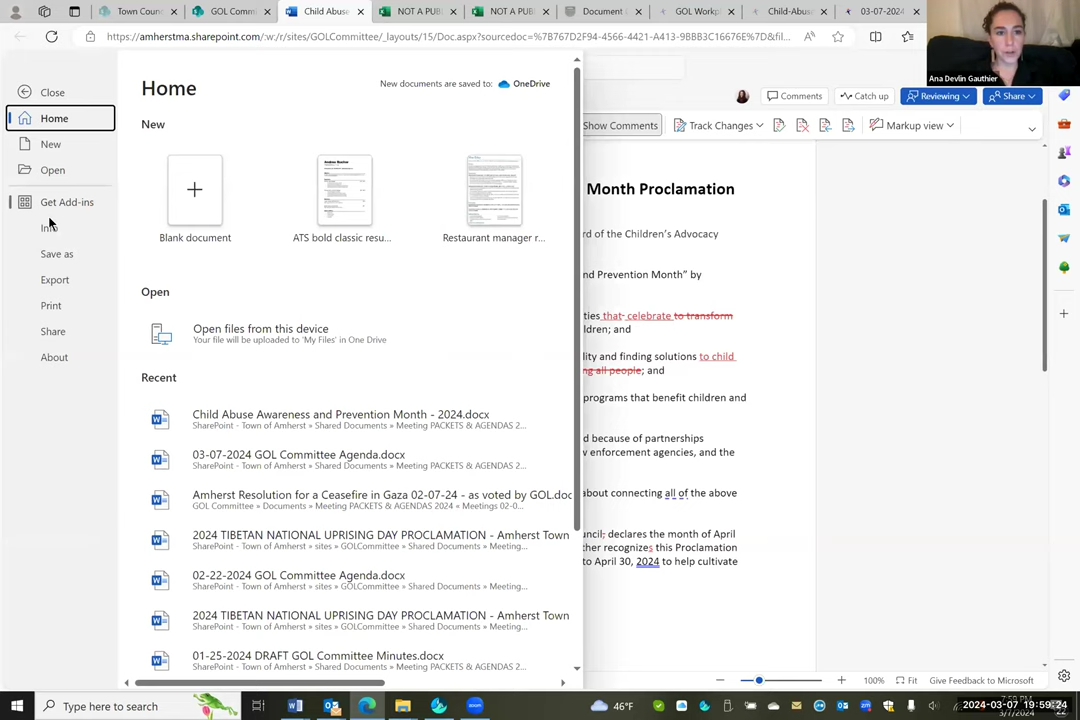 Town Counc
GOL Commi
Child Abuse
NOT A PUB
NOT A PUB
Document
GOL Workp
Child-Abus
03-07-2024
https://amherstma.sharepoint.com/:w:/r/sites/GOLCommittee/_layouts/15/Doc.aspx?sourcedoc=%7B767D2F94-4566-4421-A413-9BBB3C16676E%7D&fil...
Ana Devlin Gauthier
Close
Home
New
Open
Get Add-ins
Info
Save as
Export
Print
Share
About
Home
New documents are saved to: OneDrive
New
Blank document
ATS bold classic resu...
Restaurant manager r...
Open
Open files from this device
Your file will be uploaded to 'My Files' in One Drive
Recent
Child Abuse Awareness and Prevention Month - 2024.docx
SharePoint - Town of Amherst » Shared Documents » Meeting PACKETS & AGENDAS 2...
03-07-2024 GOL Committee Agenda.docx
SharePoint - Town of Amherst » Shared Documents » Meeting PACKETS & AGENDAS 2...
Amherst Resolution for a Ceasefire in Gaza 02-07-24 - as voted by GOL.doc
GOL Committee » Documents » Meeting PACKETS & AGENDAS 2024 » Meetings 02-0...
2024 TIBETAN NATIONAL UPRISING DAY PROCLAMATION - Amherst Town
SharePoint - Town of Amherst » sites » GOLCommittee » Shared Documents » Meeting...
02-22-2024 GOL Committee Agenda.docx
SharePoint - Town of Amherst » sites » GOLCommittee » Shared Documents » Meeting...
2024 TIBETAN NATIONAL UPRISING DAY PROCLAMATION - Amherst Town
SharePoint - Town of Amherst » sites » GOLCommittee » Shared Documents » Meeting...
01-25-2024 DRAFT GOL Committee Minutes.docx
SharePoint - Town of Amherst » Shared Documents » Meeting PACKETS & AGENDAS 2...
Comments
Catch up
Reviewing
Share
Show Comments
Track Changes
Markup view
Month Proclamation
rd of the Children's Advocacy
nd Prevention Month" by
ties that celebrate to transform
ldren; and
lity and finding solutions to child
ng all people; and
programs that benefit children and
d because of partnerships
w enforcement agencies, and the
about connecting all of the above
uncil, declares the month of April
ther recognizes this Proclamation
to April 30, 2024 to help cultivate
100%
Fit
Give Feedback to Microsoft
Type here to search
46°F
2024-03-07 19:59:24